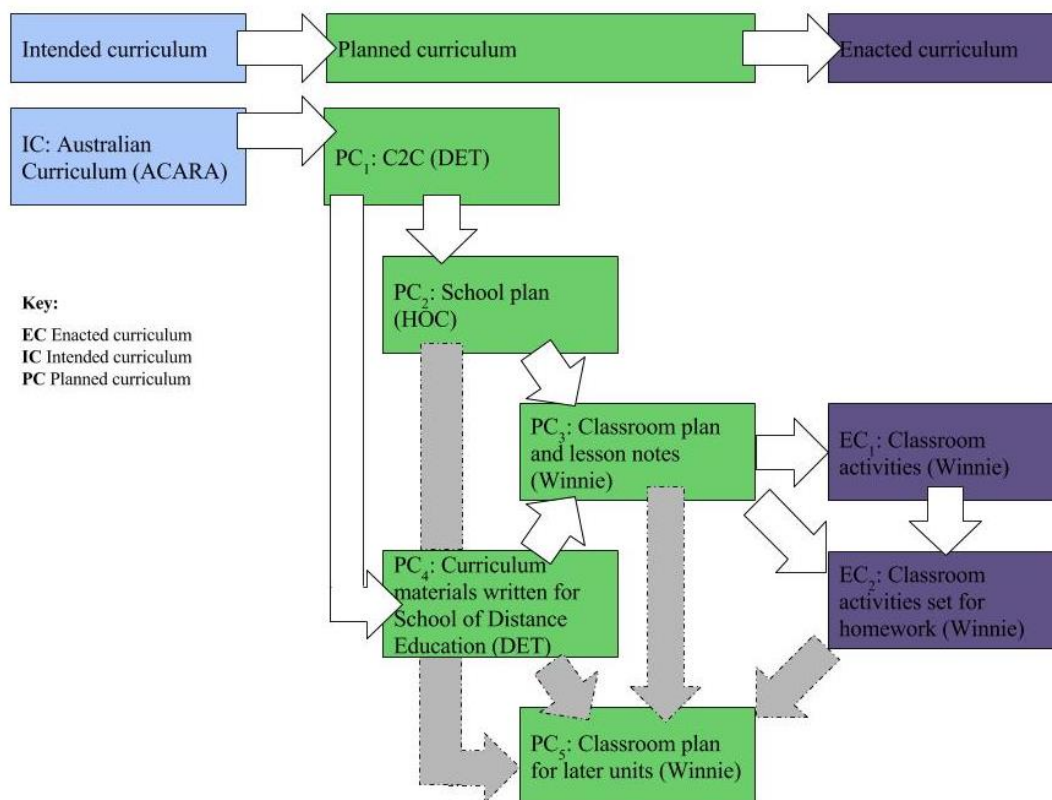 Intended curriculum
Planned curriculum
Enacted curriculum
IC: Australian
Curriculum (ACARA)
PC₁: C2C (DET)
PC₂: School plan
(HOC)
Key:
EC Enacted curriculum
IC Intended curriculum
PC Planned curriculum
PC₃: Classroom plan
and lesson notes
(Winnie)
EC₁: Classroom
activities (Winnie)
PC₄: Curriculum
materials written for
School of Distance
Education (DET)
EC₂: Classroom
activities set for
homework (Winnie)
PC₅: Classroom plan
for later units (Winnie)